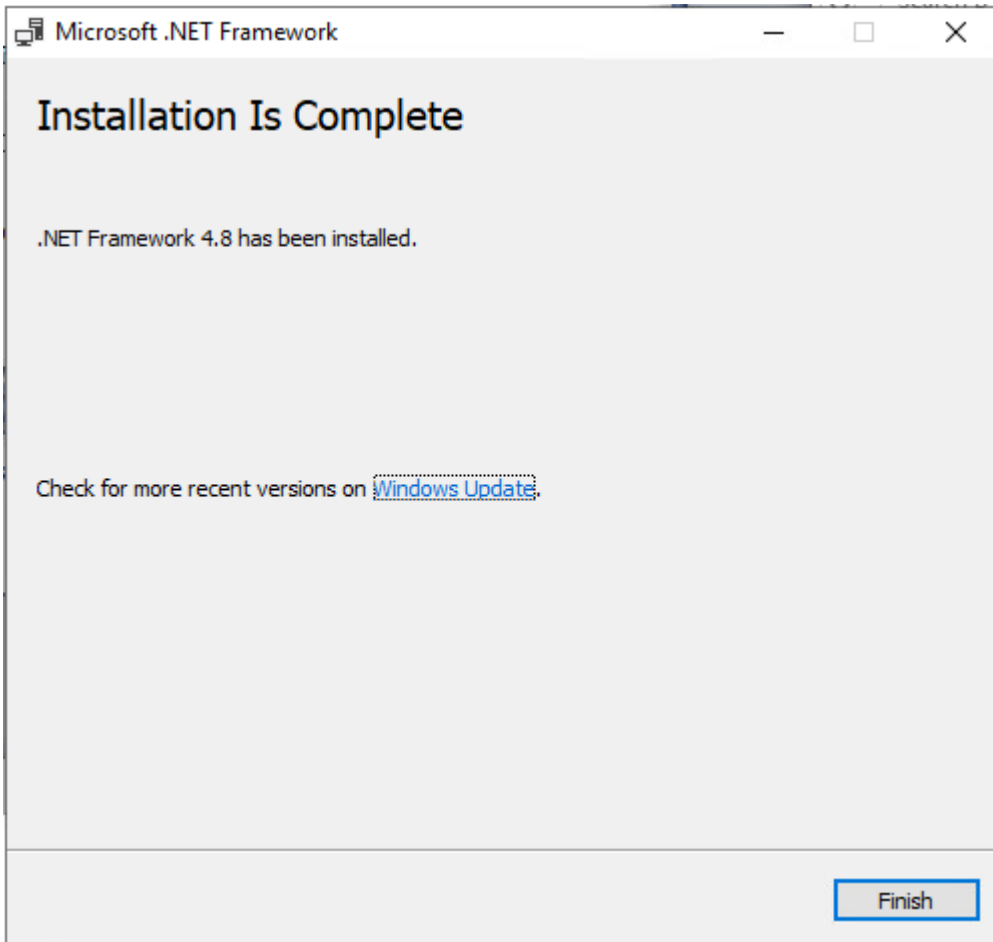 Microsoft .NET Framework
Installation Is Complete
.NET Framework 4.8 has been installed.
Check for more recent versions on Windows Update.
Finish